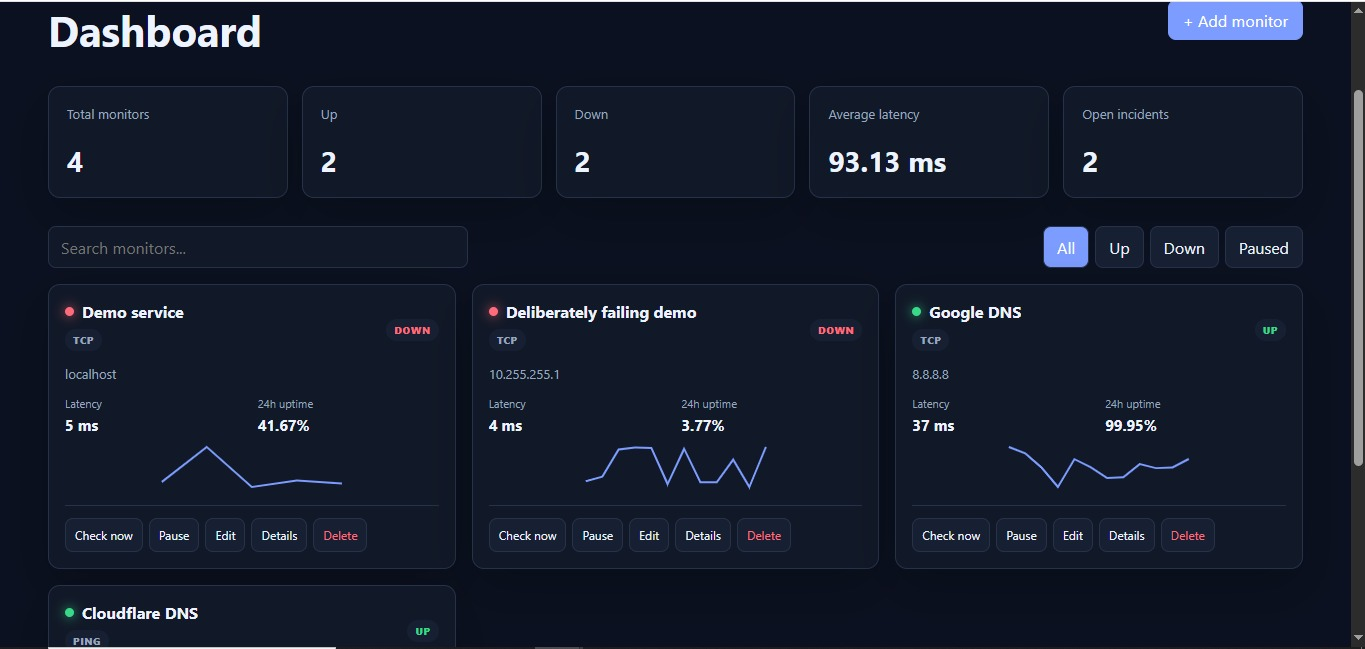 Dashboard
+ Add monitor
Total monitors
4
Up
2
Down
2
Average latency
93.13 ms
Open incidents
2
Search monitors...
All Up Down Paused
Demo service
TCP
DOWN
localhost
Latency 24h uptime
5 ms 41.67%
Check now Pause Edit Details Delete
Deliberately failing demo
TCP
DOWN
10.255.255.1
Latency 24h uptime
4 ms 3.77%
Check now Pause Edit Details Delete
Google DNS
TCP
UP
8.8.8.8
Latency 24h uptime
37 ms 99.95%
Check now Pause Edit Details Delete
Cloudflare DNS
PING
UP